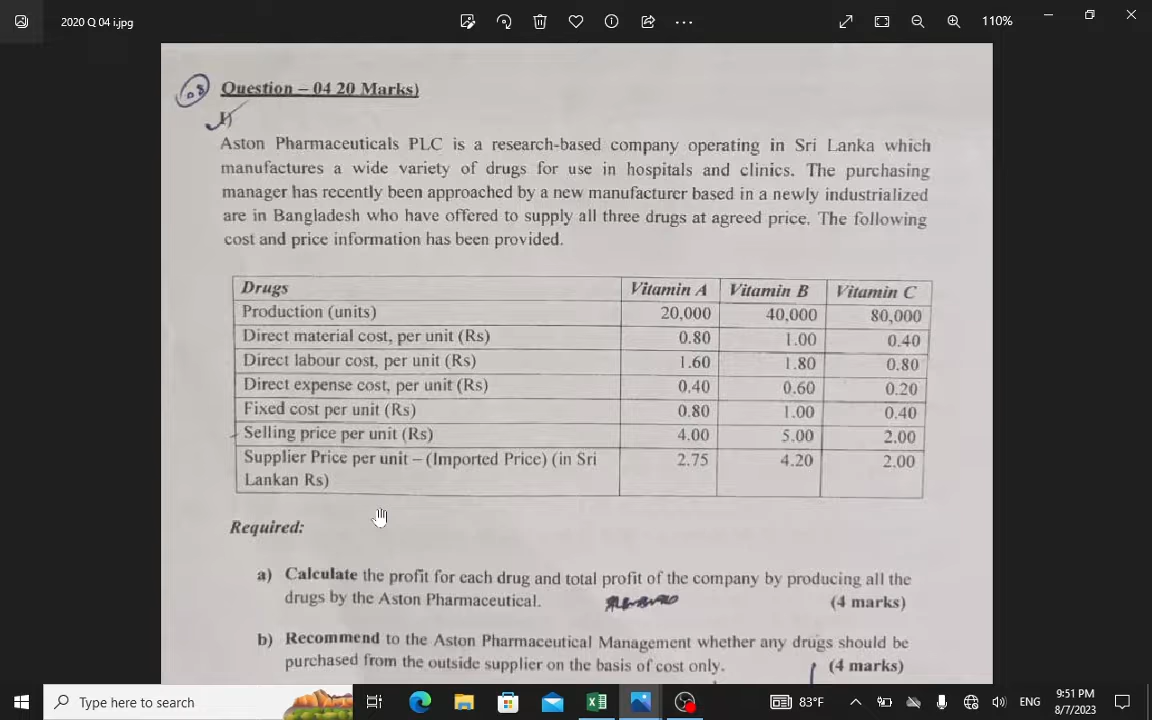 2020 Q 04 i.jpg
110%
08
Question – 04 20 Marks)
1)
Aston Pharmaceuticals PLC is a research-based company operating in Sri Lanka which
manufactures a wide variety of drugs for use in hospitals and clinics. The purchasing
manager has recently been approached by a new manufacturer based in a newly industrialized
are in Bangladesh who have offered to supply all three drugs at agreed price. The following
cost and price information has been provided.
Drugs Vitamin A Vitamin B Vitamin C
Production (units) 20,000 40,000 80,000
Direct material cost, per unit (Rs) 0.80 1.00 0.40
Direct labour cost, per unit (Rs) 1.60 1.80 0.80
Direct expense cost, per unit (Rs) 0.40 0.60 0.20
Fixed cost per unit (Rs) 0.80 1.00 0.40
Selling price per unit (Rs) 4.00 5.00 2.00
Supplier Price per unit – (Imported Price) (in Sri 2.75 4.20 2.00
Lankan Rs)
Required:
a) Calculate the profit for each drug and total profit of the company by producing all the
drugs by the Aston Pharmaceutical. (4 marks)
b) Recommend to the Aston Pharmaceutical Management whether any drugs should be
purchased from the outside supplier on the basis of cost only. (4 marks)
Type here to search
83°F
ENG
9:51 PM
8/7/2023